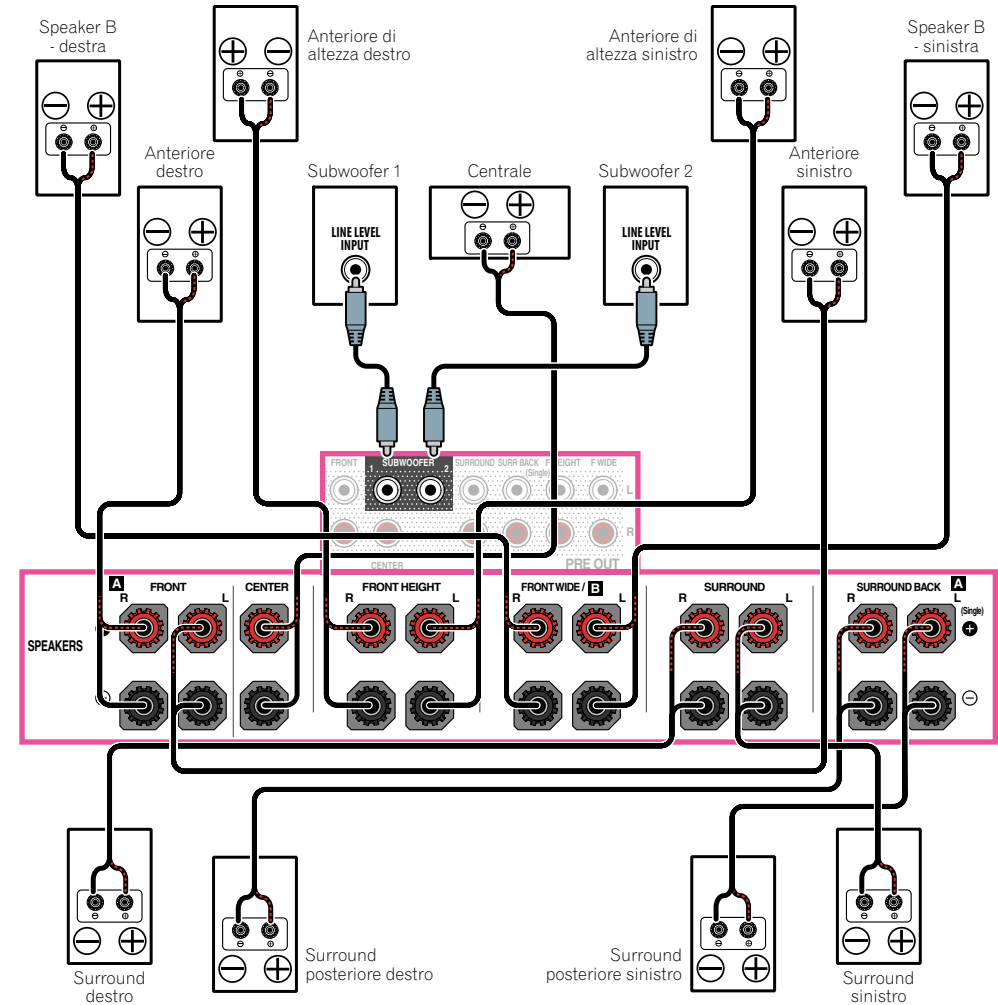 Speaker B
- destra
Anteriore di
altezza destro
Anteriore di
altezza sinistro
Speaker B
- sinistra
Anteriore
destro
Subwoofer 1
Centrale
Subwoofer 2
Anteriore
sinistro
LINE LEVEL
INPUT
LINE LEVEL
INPUT
FRONT
1 SUBWOOFER 2
SURROUND
SURR BACK
(Single)
F WIDE
L
R
CENTER
PRE OUT
SPEAKERS
A
FRONT
R
L
CENTER
FRONT HEIGHT
R
L
FRONT WIDE / B
R
L
SURROUND
R
L
SURROUND BACK
A
R
L
(Single)
Surround
destro
Surround
posteriore destro
Surround
posteriore sinistro
Surround
sinistro